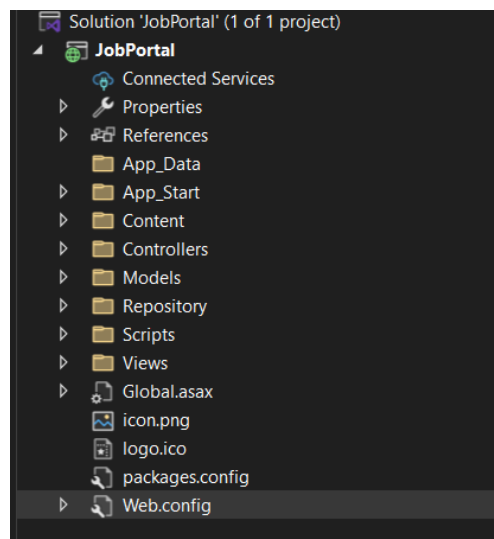 Solution 'JobPortal' (1 of 1 project)
JobPortal
Connected Services
Properties
References
App_Data
App_Start
Content
Controllers
Models
Repository
Scripts
Views
Global.asax
icon.png
logo.ico
packages.config
Web.config